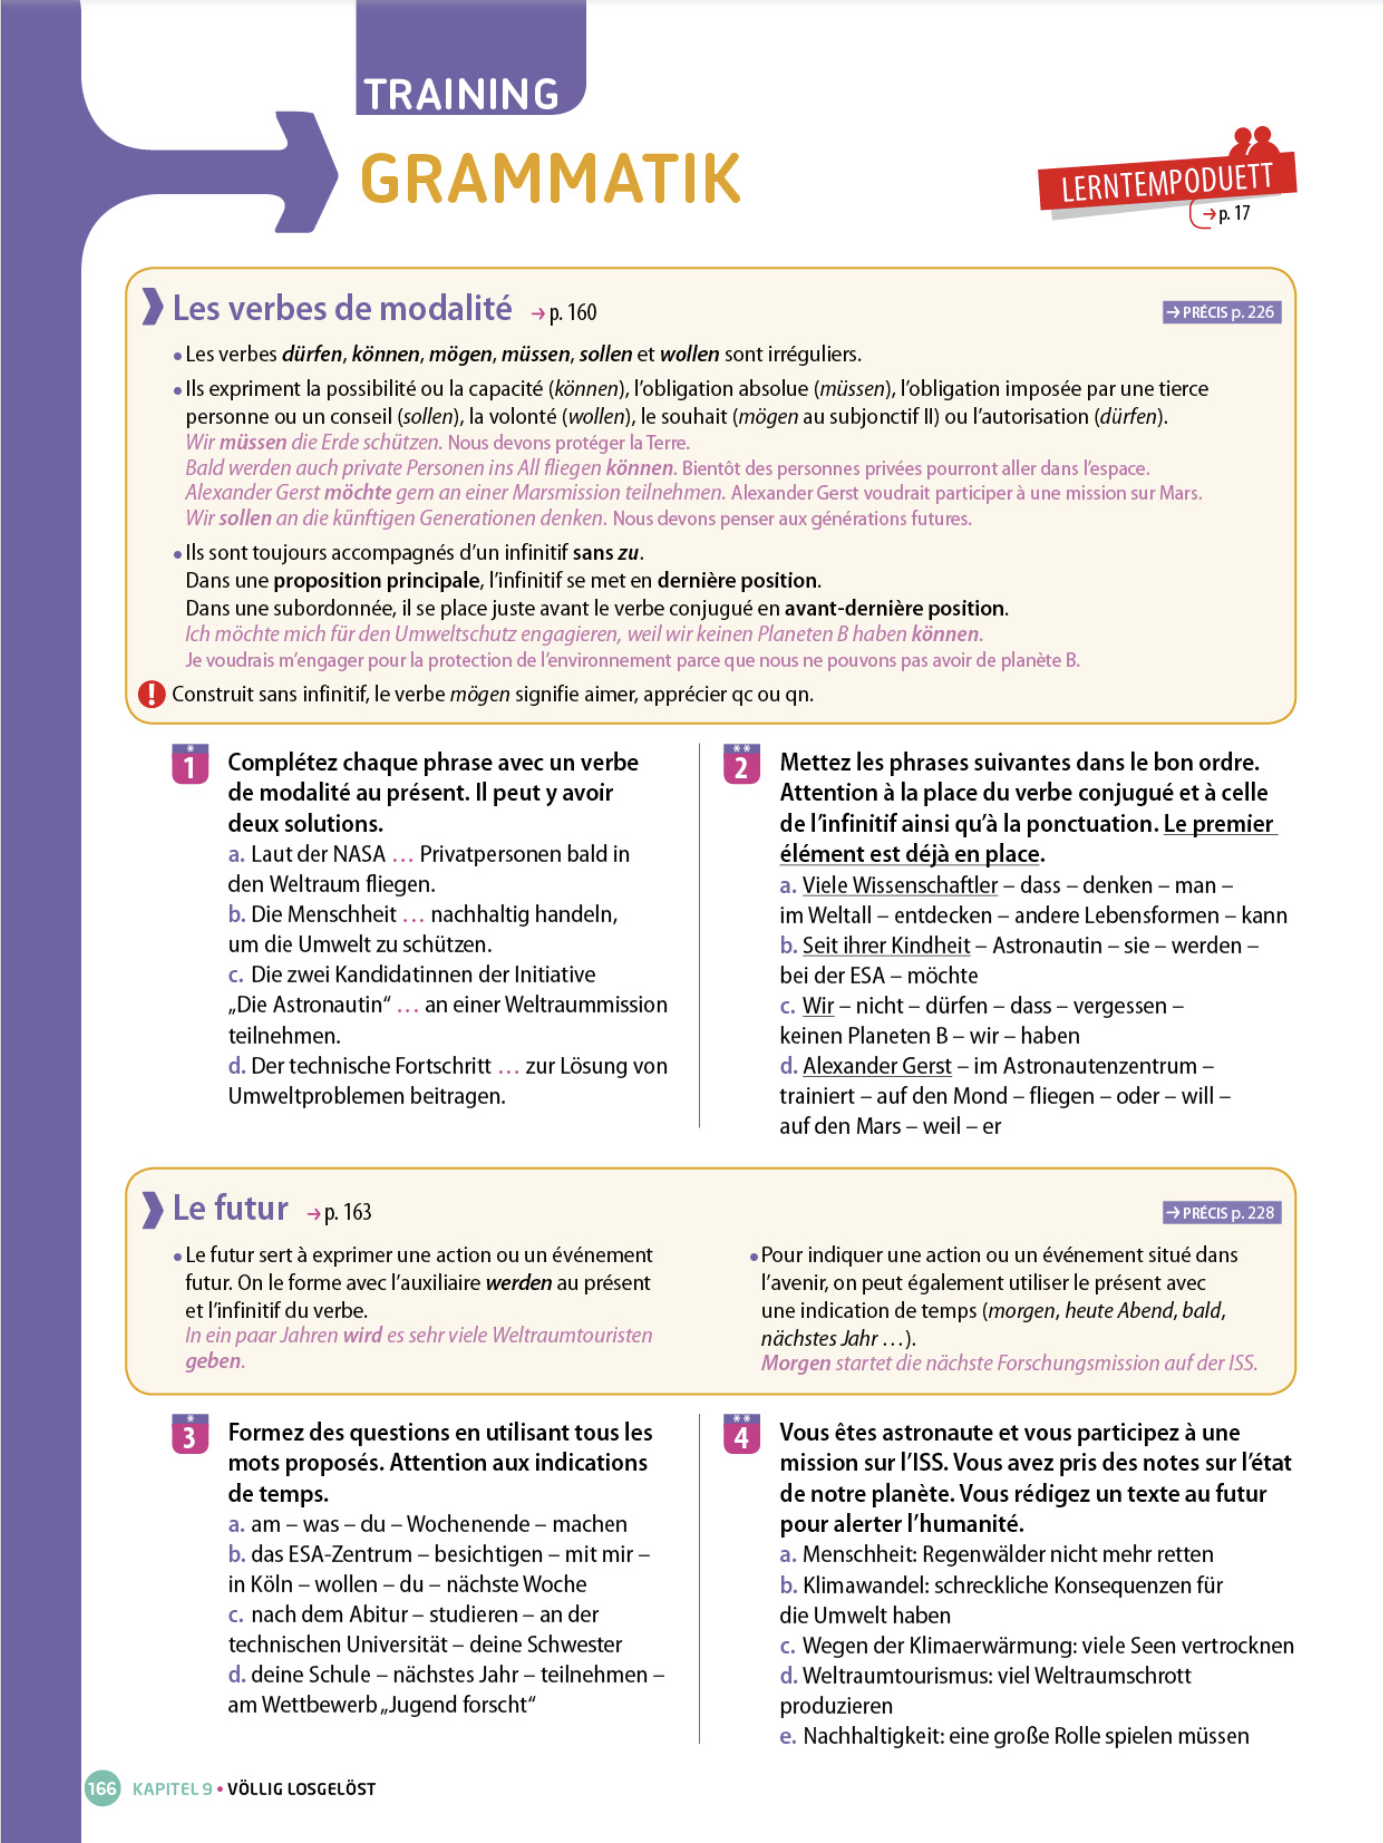 TRAINING
GRAMMATIK
LERNTEMPODUETT
→ p. 17
Les verbes de modalité → p. 160
→ PRÉCIS p. 226
• Les verbes dürfen, können, mögen, müssen, sollen et wollen sont irréguliers.
• Ils expriment la possibilité ou la capacité (können), l’obligation absolue (müssen), l’obligation imposée par une tierce
personne ou un conseil (sollen), la volonté (wollen), le souhait (mögen au subjonctif II) ou l’autorisation (dürfen).
Wir müssen die Erde schützen. Nous devons protéger la Terre.
Bald werden auch private Personen ins All fliegen können. Bientôt des personnes privées pourront aller dans l’espace.
Alexander Gerst möchte gern an einer Marsmission teilnehmen. Alexander Gerst voudrait participer à une mission sur Mars.
Wir sollen an die künftigen Generationen denken. Nous devons penser aux générations futures.
• Ils sont toujours accompagnés d’un infinitif sans zu.
Dans une proposition principale, l’infinitif se met en dernière position.
Dans une subordonnée, il se place juste avant le verbe conjugué en avant-dernière position.
Ich möchte mich für den Umweltschutz engagieren, weil wir keinen Planeten B haben können.
Je voudrais m’engager pour la protection de l’environnement parce que nous ne pouvons pas avoir de planète B.
! Construit sans infinitif, le verbe mögen signifie aimer, apprécier qc ou qn.
*
1
Complétez chaque phrase avec un verbe
de modalité au présent. Il peut y avoir
deux solutions.
a. Laut der NASA … Privatpersonen bald in
den Weltraum fliegen.
b. Die Menschheit … nachhaltig handeln,
um die Umwelt zu schützen.
c. Die zwei Kandidatinnen der Initiative
„Die Astronautin“ … an einer Weltraummission
teilnehmen.
d. Der technische Fortschritt … zur Lösung von
Umweltproblemen beitragen.
**
2
Mettez les phrases suivantes dans le bon ordre.
Attention à la place du verbe conjugué et à celle
de l’infinitif ainsi qu’à la ponctuation. Le premier
élément est déjà en place.
a. Viele Wissenschaftler – dass – denken – man –
im Weltall – entdecken – andere Lebensformen – kann
b. Seit ihrer Kindheit – Astronautin – sie – werden –
bei der ESA – möchte
c. Wir – nicht – dürfen – dass – vergessen –
keinen Planeten B – wir – haben
d. Alexander Gerst – im Astronautenzentrum –
trainiert – auf den Mond – fliegen – oder – will –
auf den Mars – weil – er
Le futur → p. 163
→ PRÉCIS p. 228
• Le futur sert à exprimer une action ou un événement
futur. On le forme avec l’auxiliaire werden au présent
et l’infinitif du verbe.
In ein paar Jahren wird es sehr viele Weltraumtouristen
geben.
• Pour indiquer une action ou un événement situé dans
l’avenir, on peut également utiliser le présent avec
une indication de temps (morgen, heute Abend, bald,
nächstes Jahr …).
Morgen startet die nächste Forschungsmission auf der ISS.
*
3
Formez des questions en utilisant tous les
mots proposés. Attention aux indications
de temps.
a. am – was – du – Wochenende – machen
b. das ESA-Zentrum – besichtigen – mit mir –
in Köln – wollen – du – nächste Woche
c. nach dem Abitur – studieren – an der
technischen Universität – deine Schwester
d. deine Schule – nächstes Jahr – teilnehmen –
am Wettbewerb „Jugend forscht“
**
4
Vous êtes astronaute et vous participez à une
mission sur l’ISS. Vous avez pris des notes sur l’état
de notre planète. Vous rédigez un texte au futur
pour alerter l’humanité.
a. Menschheit: Regenwälder nicht mehr retten
b. Klimawandel: schreckliche Konsequenzen für
die Umwelt haben
c. Wegen der Klimaerwärmung: viele Seen vertrocknen
d. Weltraumtourismus: viel Weltraumschrott
produzieren
e. Nachhaltigkeit: eine große Rolle spielen müssen
166 KAPITEL 9 • VÖLLIG LOSGELÖST